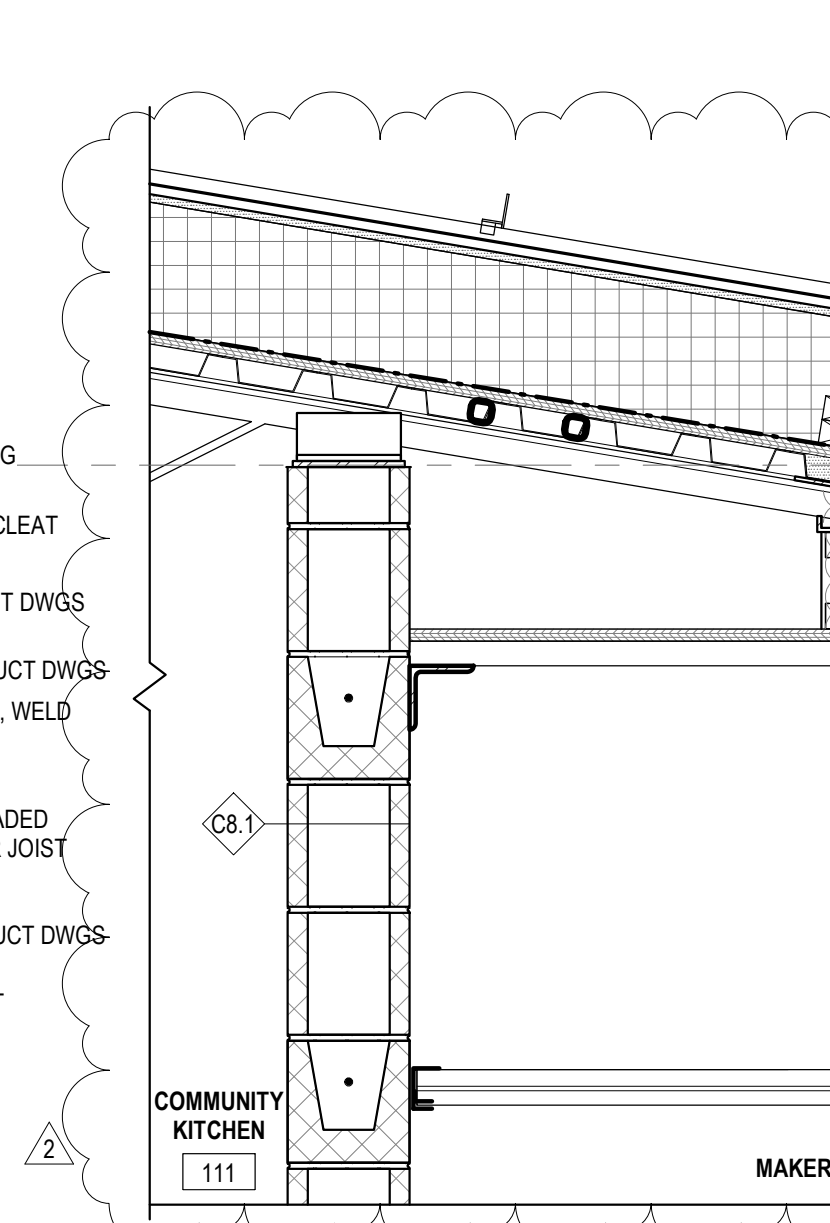 G
CLEAT
T DWGS
UCT DWGS
, WELD
ADED
R JOIST
UCT DWGS
C8.1
COMMUNITY
KITCHEN
111
2
MAKER